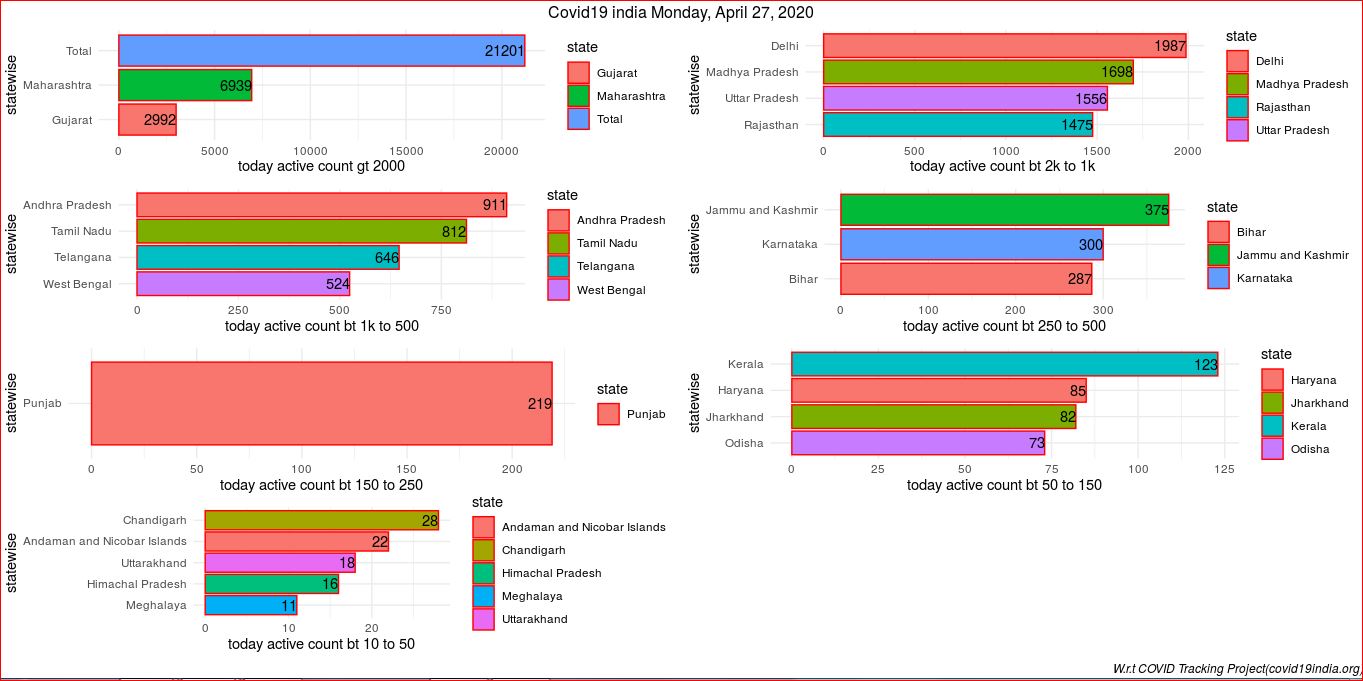 Covid19 india Monday, April 27, 2020
statewise
Total
Maharashtra
Gujarat
21201
6939
2992
0 5000 10000 15000 20000
today active count gt 2000
state
Gujarat
Maharashtra
Total
statewise
Delhi
Madhya Pradesh
Uttar Pradesh
Rajasthan
1987
1698
1556
1475
0 500 1000 1500 2000
today active count bt 2k to 1k
state
Delhi
Madhya Pradesh
Rajasthan
Uttar Pradesh
statewise
Andhra Pradesh
Tamil Nadu
Telangana
West Bengal
911
812
646
524
0 250 500 750
today active count bt 1k to 500
state
Andhra Pradesh
Tamil Nadu
Telangana
West Bengal
statewise
Jammu and Kashmir
Karnataka
Bihar
375
300
287
0 100 200 300
today active count bt 250 to 500
state
Bihar
Jammu and Kashmir
Karnataka
statewise
Punjab
219
0 50 100 150 200
today active count bt 150 to 250
state
Punjab
statewise
Kerala
Haryana
Jharkhand
Odisha
123
85
82
73
0 25 50 75 100 125
today active count bt 50 to 150
state
Haryana
Jharkhand
Kerala
Odisha
statewise
Chandigarh
Andaman and Nicobar Islands
Uttarakhand
Himachal Pradesh
Meghalaya
28
22
18
16
11
0 10 20
today active count bt 10 to 50
state
Andaman and Nicobar Islands
Chandigarh
Himachal Pradesh
Meghalaya
Uttarakhand
W.r.t COVID Tracking Project(covid19india.org)